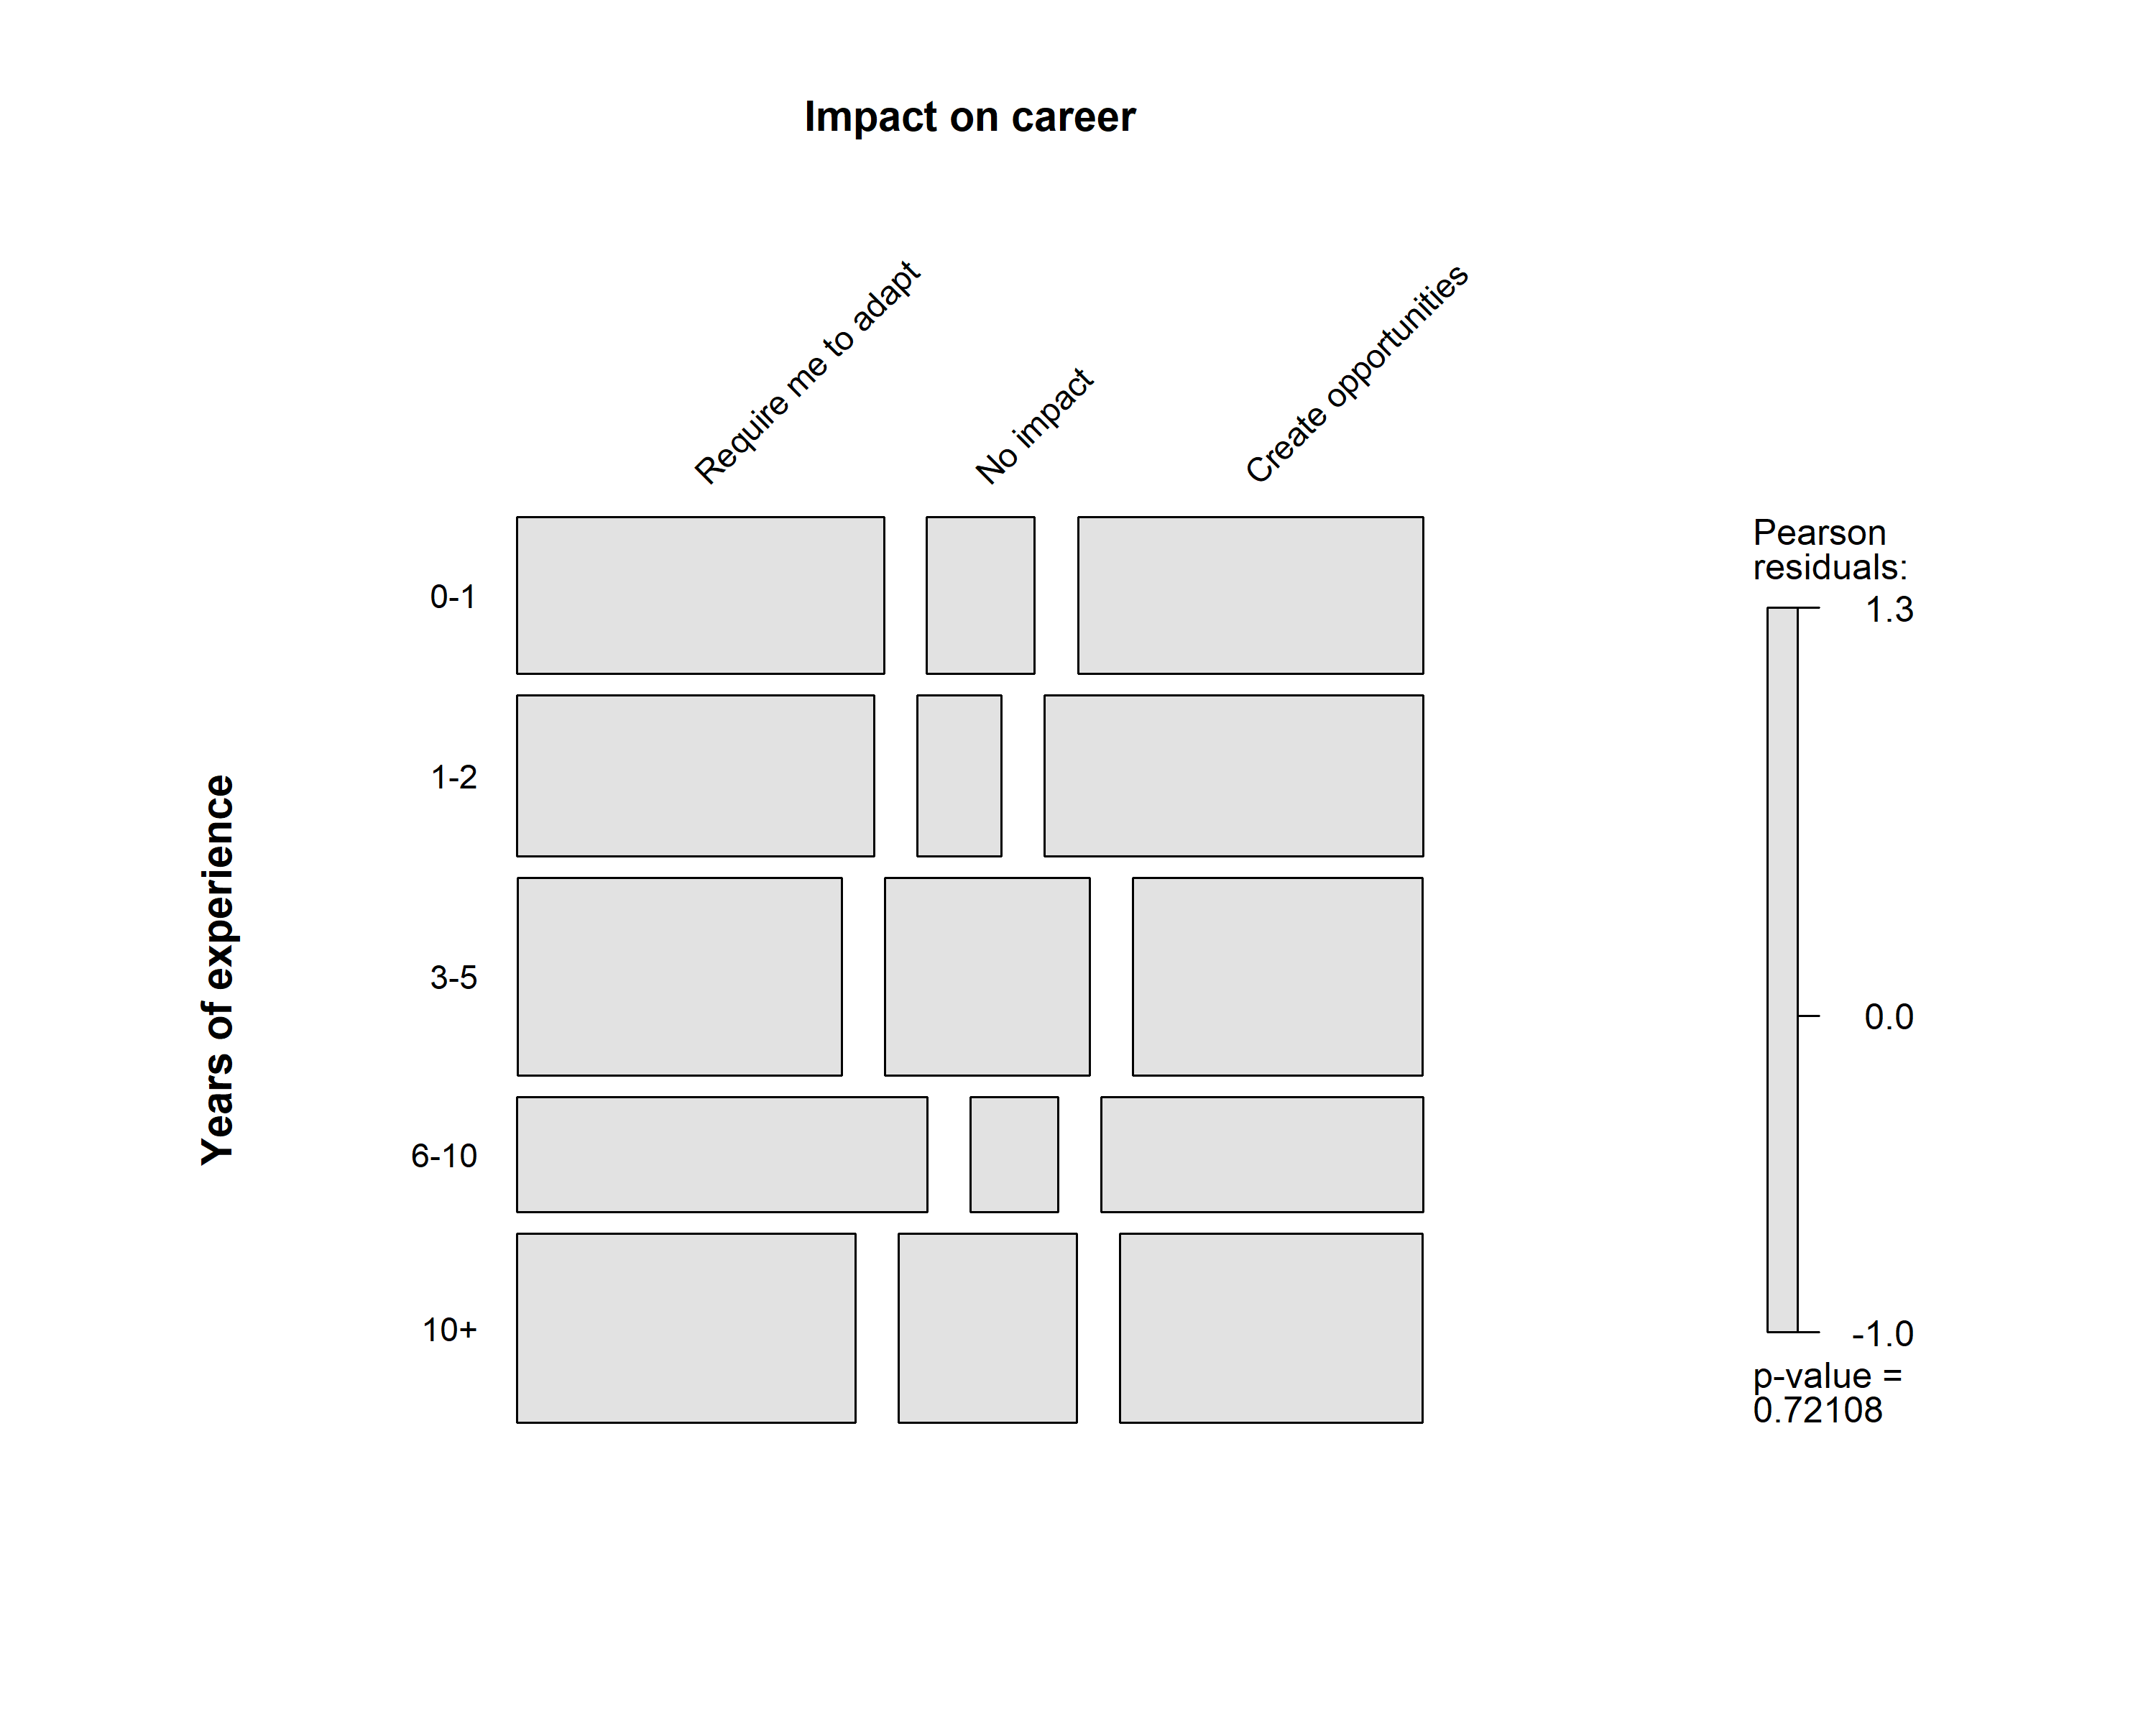 Impact on career
Require me to adapt
No impact
Create opportunities
Years of experience
0-1
1-2
3-5
6-10
10+
Pearson
residuals:
1.3
0.0
-1.0
p-value =
0.72108